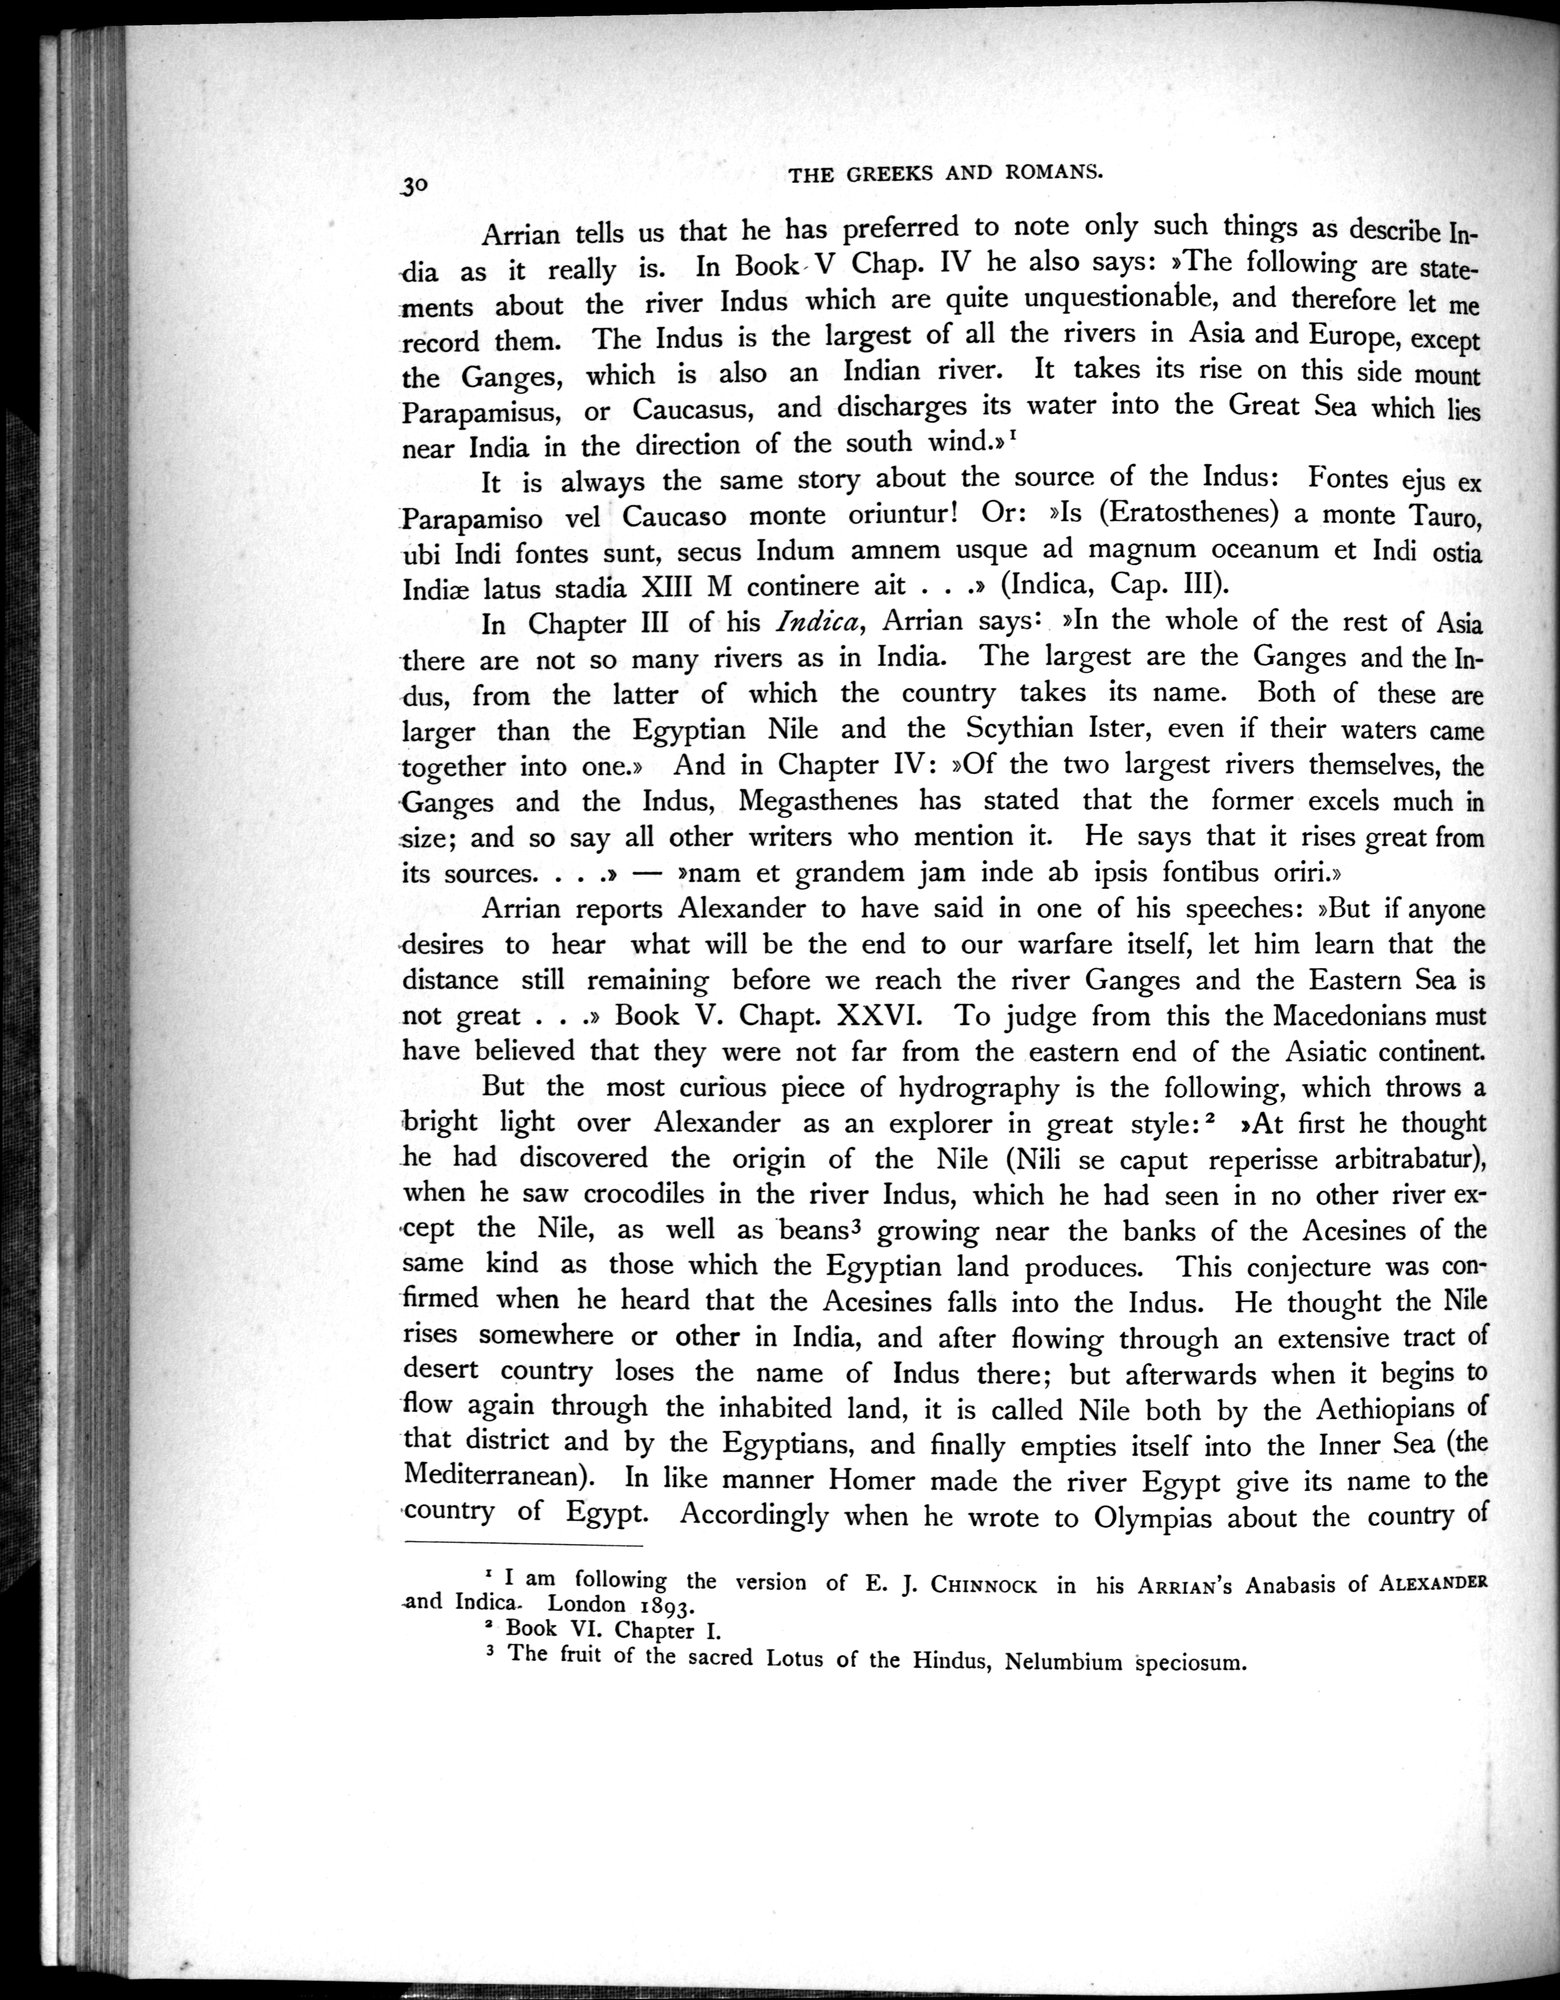 30
THE GREEKS AND ROMANS.
Arrian tells us that he has preferred to note only such things as describe In-
dia as it really is. In Book V Chap. IV he also says: »The following are state-
ments about the river Indus which are quite unquestionable, and therefore let me
record them. The Indus is the largest of all the rivers in Asia and Europe, except
the Ganges, which is also an Indian river. It takes its rise on this side mount
Parapamisus, or Caucasus, and discharges its water into the Great Sea which lies
near India in the direction of the south wind.»¹
It is always the same story about the source of the Indus: Fontes ejus ex
Parapamiso vel Caucaso monte oriuntur! Or: »Is (Eratosthenes) a monte Tauro,
ubi Indi fontes sunt, secus Indum amnem usque ad magnum oceanum et Indi ostia
Indiæ latus stadia XIII M continere ait . . .» (Indica, Cap. III).
In Chapter III of his Indica, Arrian says: »In the whole of the rest of Asia
there are not so many rivers as in India. The largest are the Ganges and the In-
dus, from the latter of which the country takes its name. Both of these are
larger than the Egyptian Nile and the Scythian Ister, even if their waters came
together into one.» And in Chapter IV: »Of the two largest rivers themselves, the
Ganges and the Indus, Megasthenes has stated that the former excels much in
size; and so say all other writers who mention it. He says that it rises great from
its sources. . . .» — »nam et grandem jam inde ab ipsis fontibus oriri.»
Arrian reports Alexander to have said in one of his speeches: »But if anyone
desires to hear what will be the end to our warfare itself, let him learn that the
distance still remaining before we reach the river Ganges and the Eastern Sea is
not great . . .» Book V. Chapt. XXVI. To judge from this the Macedonians must
have believed that they were not far from the eastern end of the Asiatic continent.
But the most curious piece of hydrography is the following, which throws a
bright light over Alexander as an explorer in great style:² »At first he thought
he had discovered the origin of the Nile (Nili se caput reperisse arbitrabatur),
when he saw crocodiles in the river Indus, which he had seen in no other river ex-
cept the Nile, as well as beans³ growing near the banks of the Acesines of the
same kind as those which the Egyptian land produces. This conjecture was con-
firmed when he heard that the Acesines falls into the Indus. He thought the Nile
rises somewhere or other in India, and after flowing through an extensive tract of
desert country loses the name of Indus there; but afterwards when it begins to
flow again through the inhabited land, it is called Nile both by the Aethiopians of
that district and by the Egyptians, and finally empties itself into the Inner Sea (the
Mediterranean). In like manner Homer made the river Egypt give its name to the
country of Egypt. Accordingly when he wrote to Olympias about the country of
¹ I am following the version of E. J. CHINNOCK in his ARRIAN's Anabasis of ALEXANDER
and Indica. London 1893.
² Book VI. Chapter I.
³ The fruit of the sacred Lotus of the Hindus, Nelumbium speciosum.